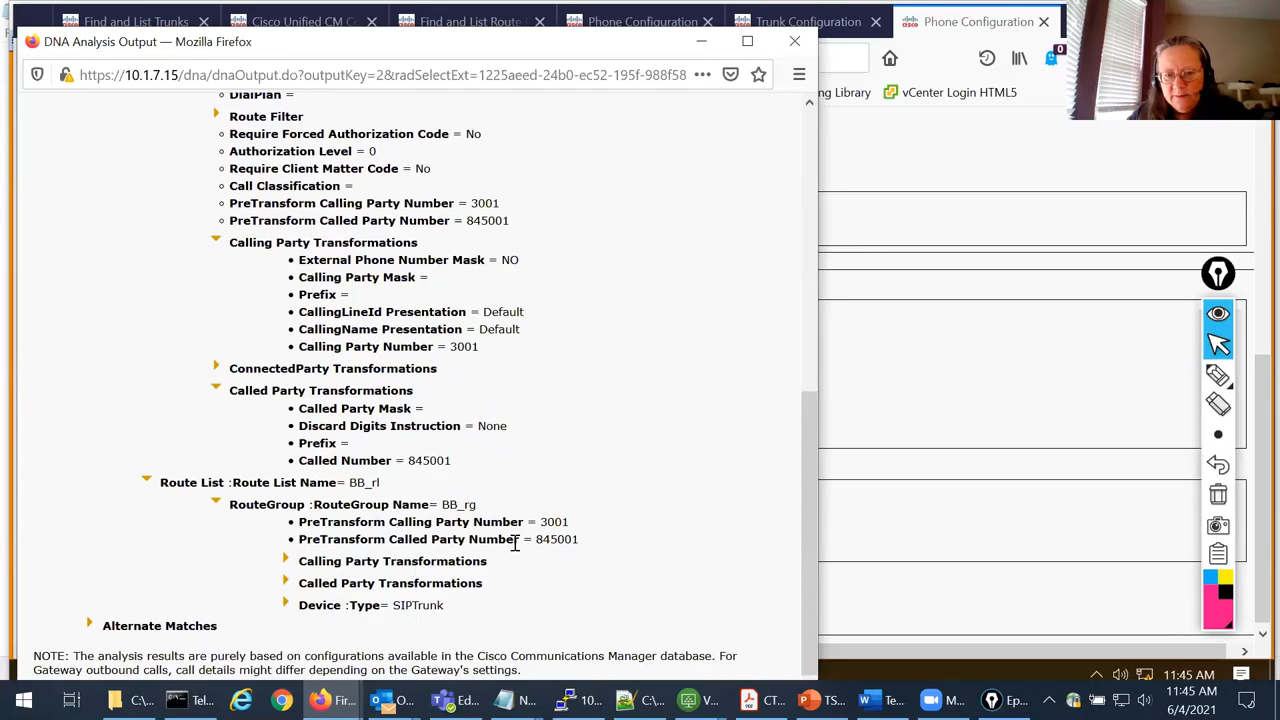 Find and List Trunks
Cisco Unified CM C
Find and List Route
Phone Configuration
Trunk Configuration
Phone Configuration
DNA Analysis Output — Mozilla Firefox
https://10.1.7.15/dna/dnaOutput.do?outputKey=2&radSelectExt=1225aeed-24b0-ec52-195f-988f58
0
ng Library
vCenter Login HTML5
DialPlan =
Route Filter
Require Forced Authorization Code = No
Authorization Level = 0
Require Client Matter Code = No
Call Classification =
PreTransform Calling Party Number = 3001
PreTransform Called Party Number = 845001
Calling Party Transformations
External Phone Number Mask = NO
Calling Party Mask =
Prefix =
CallingLineId Presentation = Default
CallingName Presentation = Default
Calling Party Number = 3001
ConnectedParty Transformations
Called Party Transformations
Called Party Mask =
Discard Digits Instruction = None
Prefix =
Called Number = 845001
Route List :Route List Name= BB_rl
RouteGroup :RouteGroup Name= BB_rg
PreTransform Calling Party Number = 3001
PreTransform Called Party Number = 845001
Calling Party Transformations
Called Party Transformations
Device :Type= SIPTrunk
Alternate Matches
NOTE: The analysis results are purely based on configurations available in the Cisco Communications Manager database. For
Gateway outbound calls, call details might differ depending on the Gateway's settings.
11:45 AM
C:\...
Tel...
Fir...
O...
Ed...
N...
10...
C:\...
V...
CT...
TS...
Te...
M...
Ep...
11:45 AM
6/4/2021